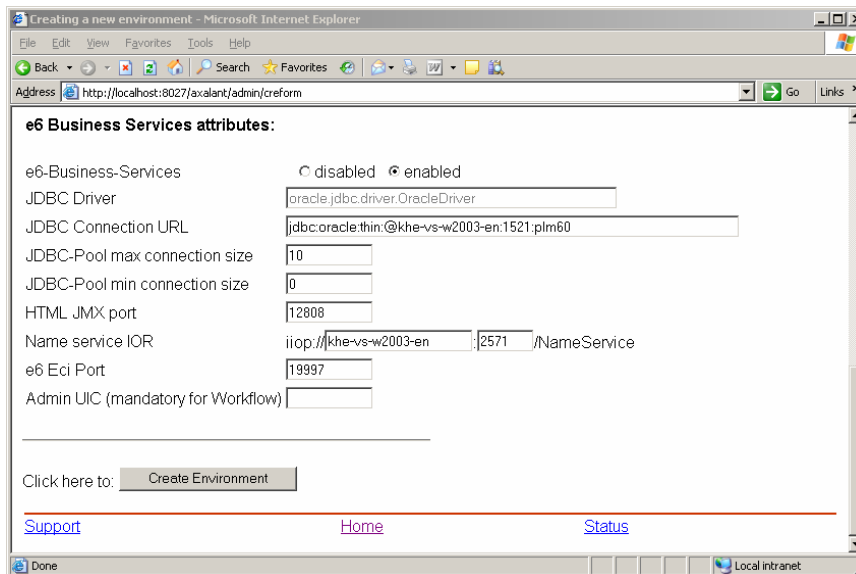 Creating a new environment - Microsoft Internet Explorer
File Edit View Favorites Tools Help
Back Search Favorites
Address http://localhost:8027/axalant/admin/creform Go Links
e6 Business Services attributes:
e6-Business-Services disabled enabled
JDBC Driver oracle.jdbc.driver.OracleDriver
JDBC Connection URL jdbc:oracle:thin:@khe-vs-w2003-en:1521:plm60
JDBC-Pool max connection size 10
JDBC-Pool min connection size 0
HTML JMX port 12808
Name service IOR iiop://khe-vs-w2003-en:2571/NameService
e6 Eci Port 19997
Admin UIC (mandatory for Workflow)
Click here to: Create Environment
Support Home Status
Done Local intranet